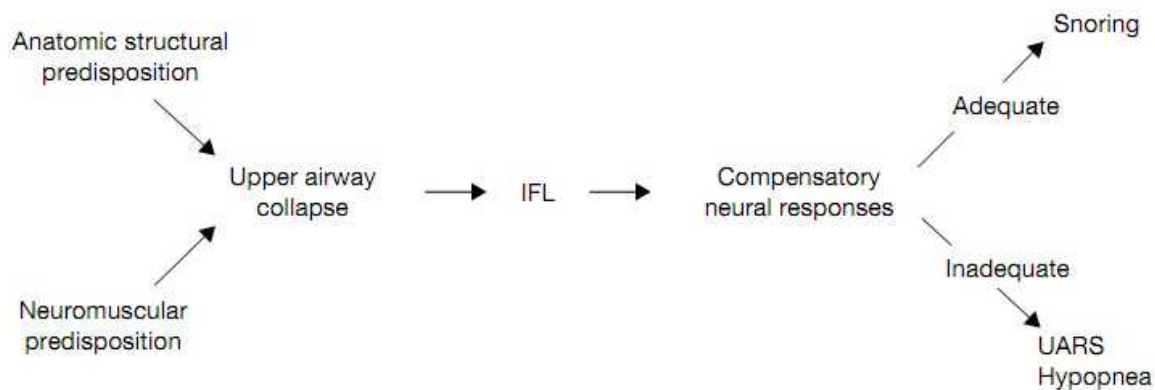 Anatomic structural
predisposition
Neuromuscular
predisposition
Upper airway
collapse
IFL
Compensatory
neural responses
Adequate
Snoring
Inadequate
UARS
Hypopnea